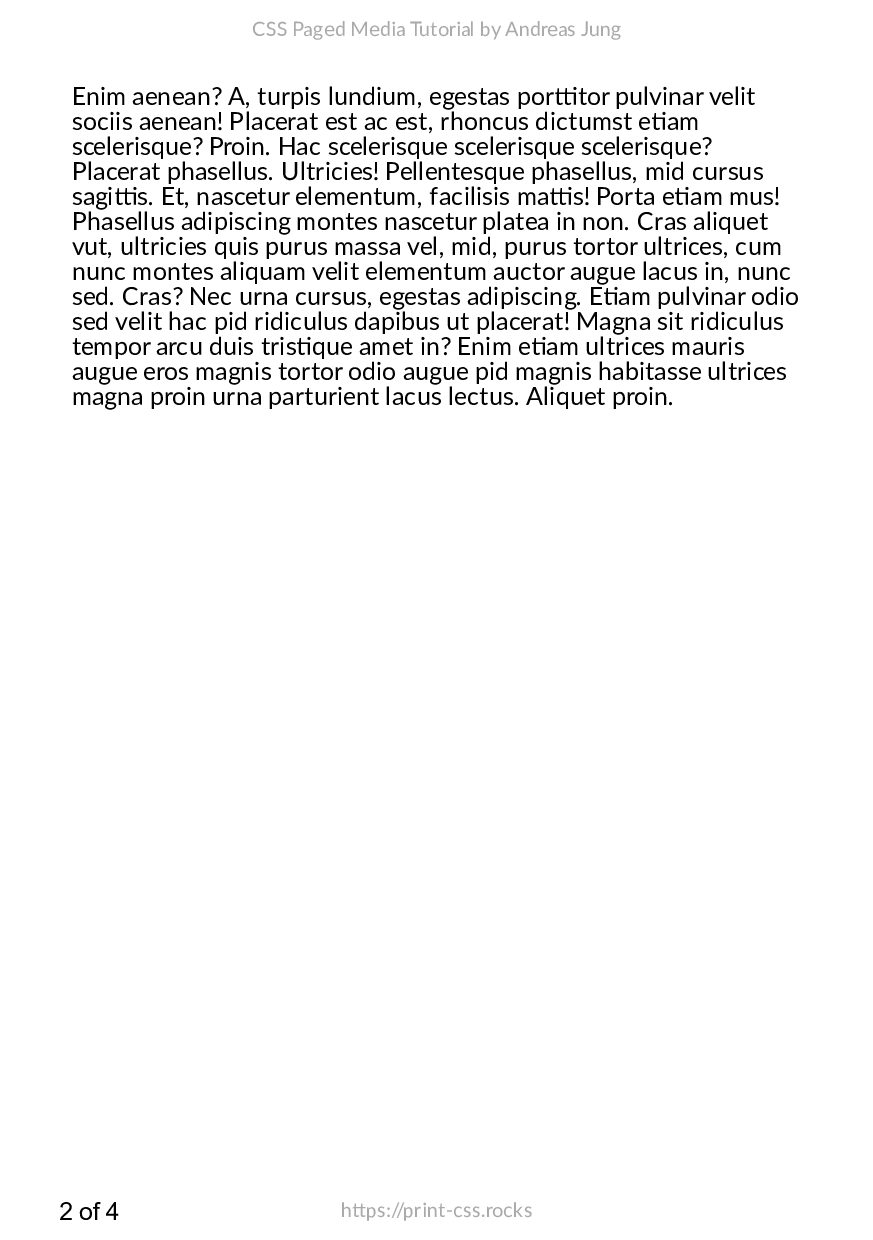 CSS Paged Media Tutorial by Andreas Jung
Enim aenean? A, turpis lundium, egestas porttitor pulvinar velit
sociis aenean! Placerat est ac est, rhoncus dictumst etiam
scelerisque? Proin. Hac scelerisque scelerisque scelerisque?
Placerat phasellus. Ultricies! Pellentesque phasellus, mid cursus
sagittis. Et, nascetur elementum, facilisis mattis! Porta etiam mus!
Phasellus adipiscing montes nascetur platea in non. Cras aliquet
vut, ultricies quis purus massa vel, mid, purus tortor ultrices, cum
nunc montes aliquam velit elementum auctor augue lacus in, nunc
sed. Cras? Nec urna cursus, egestas adipiscing. Etiam pulvinar odio
sed velit hac pid ridiculus dapibus ut placerat! Magna sit ridiculus
tempor arcu duis tristique amet in? Enim etiam ultrices mauris
augue eros magnis tortor odio augue pid magnis habitasse ultrices
magna proin urna parturient lacus lectus. Aliquet proin.
2 of 4
https://print-css.rocks